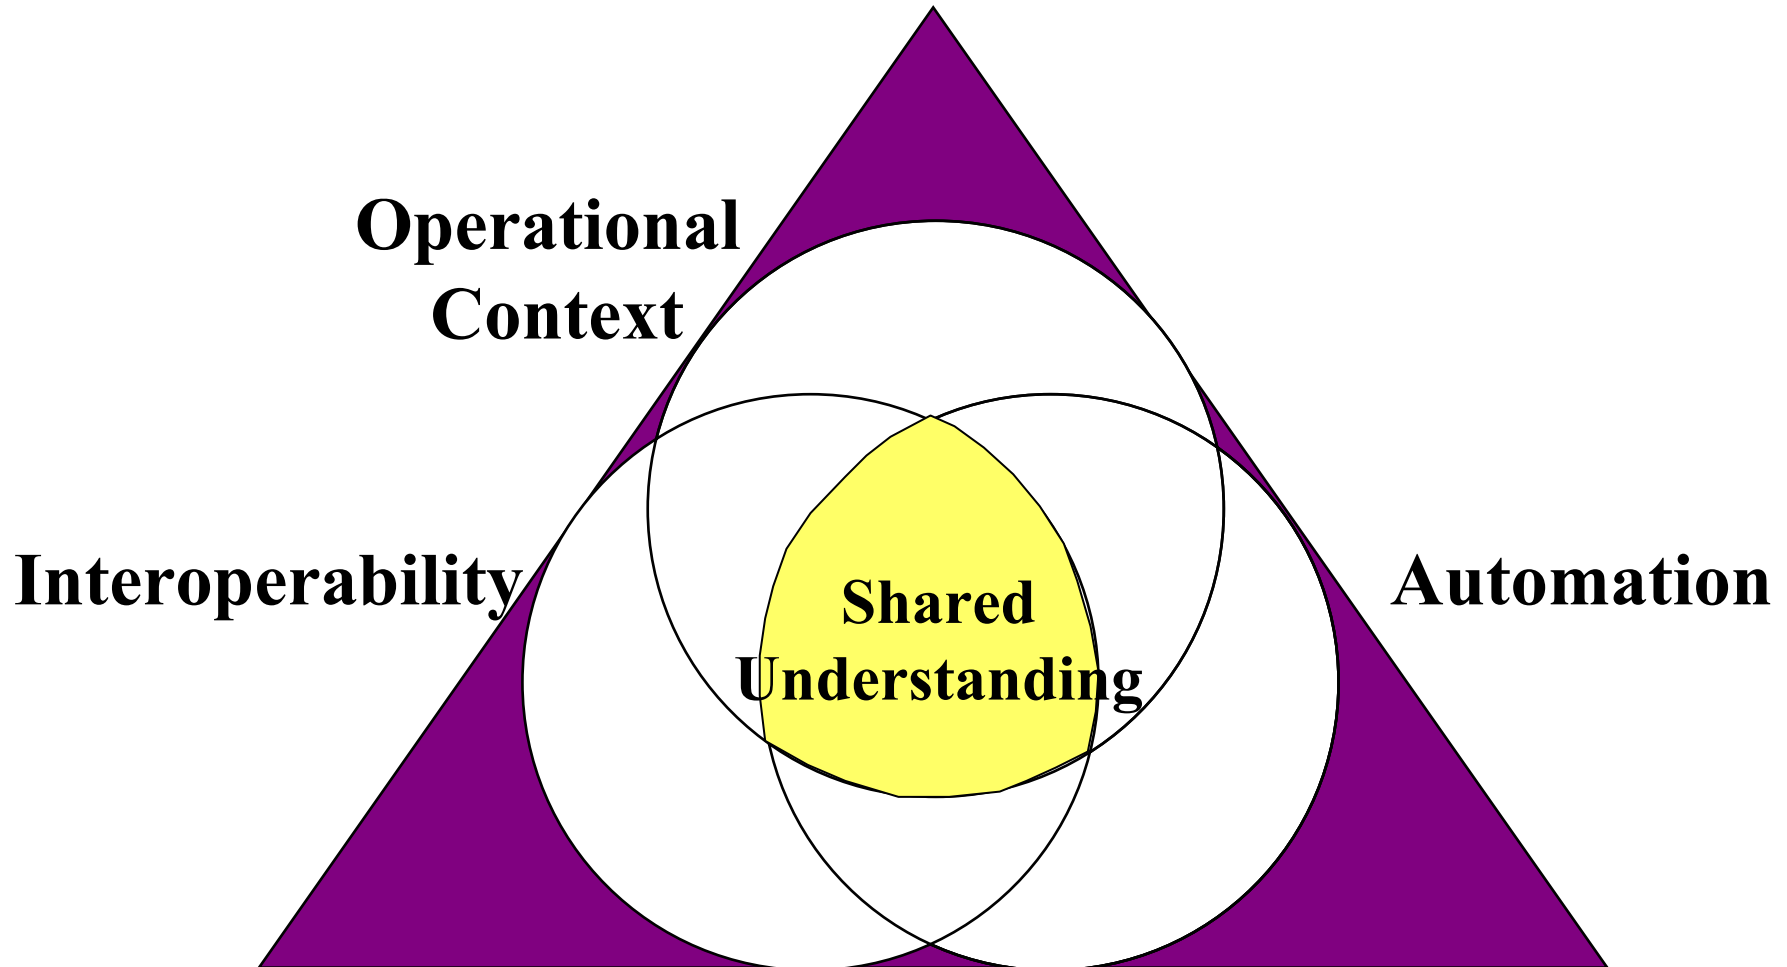 Operational
Context
Interoperability
Automation
Shared
Understanding